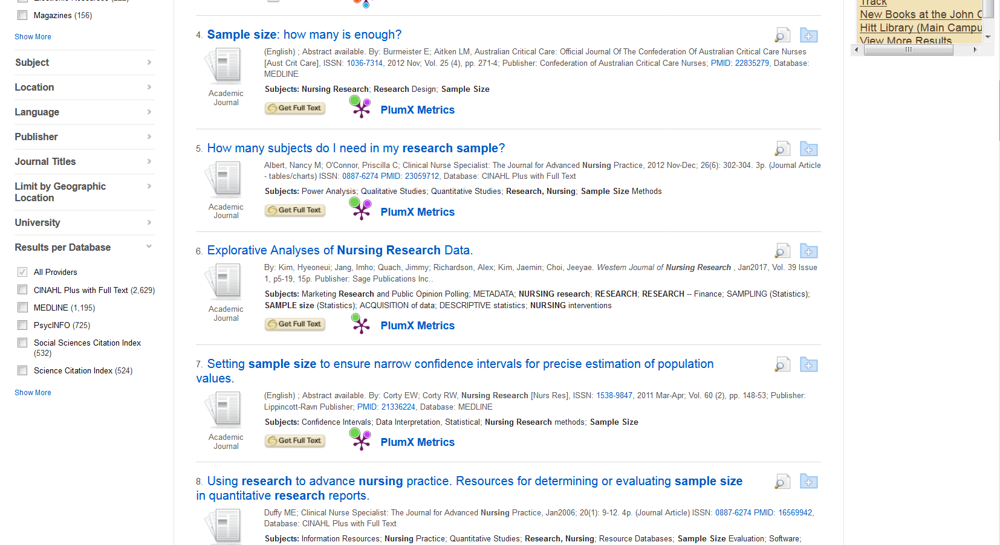 Magazines (156)
Show More
Subject
Location
Language
Publisher
Journal Titles
Limit by Geographic
Location
University
Results per Database
All Providers
CINAHL Plus with Full Text (2,629)
MEDLINE (1,195)
PsycINFO (725)
Social Sciences Citation Index
(532)
Science Citation Index (524)
Show More
4. Sample size: how many is enough?
(English) ; Abstract available. By: Burmeister E; Aitken LM, Australian Critical Care: Official Journal Of The Confederation Of Australian Critical Care Nurses
[Aust Crit Care], ISSN: 1036-7314, 2012 Nov; Vol. 25 (4), pp. 271-4; Publisher: Confederation of Australian Critical Care Nurses; PMID: 22835279, Database:
MEDLINE
Academic
Journal
Subjects: Nursing Research; Research Design; Sample Size
Get Full Text
PlumX Metrics
5. How many subjects do I need in my research sample?
Albert, Nancy M; O'Connor, Priscilla C; Clinical Nurse Specialist: The Journal for Advanced Nursing Practice, 2012 Nov-Dec; 26(6): 302-304. 3p. (Journal Article
- tables/charts) ISSN: 0887-6274 PMID: 23059712, Database: CINAHL Plus with Full Text
Subjects: Power Analysis; Qualitative Studies; Quantitative Studies; Research, Nursing; Sample Size Methods
Academic
Journal
Get Full Text
PlumX Metrics
6. Explorative Analyses of Nursing Research Data.
By: Kim, Hyeoneui; Jang, Imho; Quach, Jimmy; Richardson, Alex; Kim, Jaemin; Choi, Jeeyae. Western Journal of Nursing Research , Jan2017, Vol. 39 Issue
1, p5-19, 15p. Publisher: Sage Publications Inc..
Subjects: Marketing Research and Public Opinion Polling; METADATA; NURSING research; RESEARCH; RESEARCH -- Finance; SAMPLING (Statistics);
SAMPLE size (Statistics); ACQUISITION of data; DESCRIPTIVE statistics; NURSING interventions
Academic
Journal
Get Full Text
PlumX Metrics
7. Setting sample size to ensure narrow confidence intervals for precise estimation of population
values.
(English) ; Abstract available. By: Corty EW; Corty RW, Nursing Research [Nurs Res], ISSN: 1538-9847, 2011 Mar-Apr; Vol. 60 (2), pp. 148-53; Publisher:
Lippincott-Ravn Publisher; PMID: 21336224, Database: MEDLINE
Subjects: Confidence Intervals; Data Interpretation, Statistical; Nursing Research methods; Sample Size
Academic
Journal
Get Full Text
PlumX Metrics
8. Using research to advance nursing practice. Resources for determining or evaluating sample size
in quantitative research reports.
Duffy ME; Clinical Nurse Specialist: The Journal for Advanced Nursing Practice, Jan2006; 20(1): 9-12. 4p. (Journal Article) ISSN: 0887-6274 PMID: 16569942,
Database: CINAHL Plus with Full Text
Subjects: Information Resources; Nursing Practice; Quantitative Studies; Research, Nursing; Resource Databases; Sample Size Evaluation; Software;
Track
New Books at the John C
Hitt Library (Main Campu
View More Results